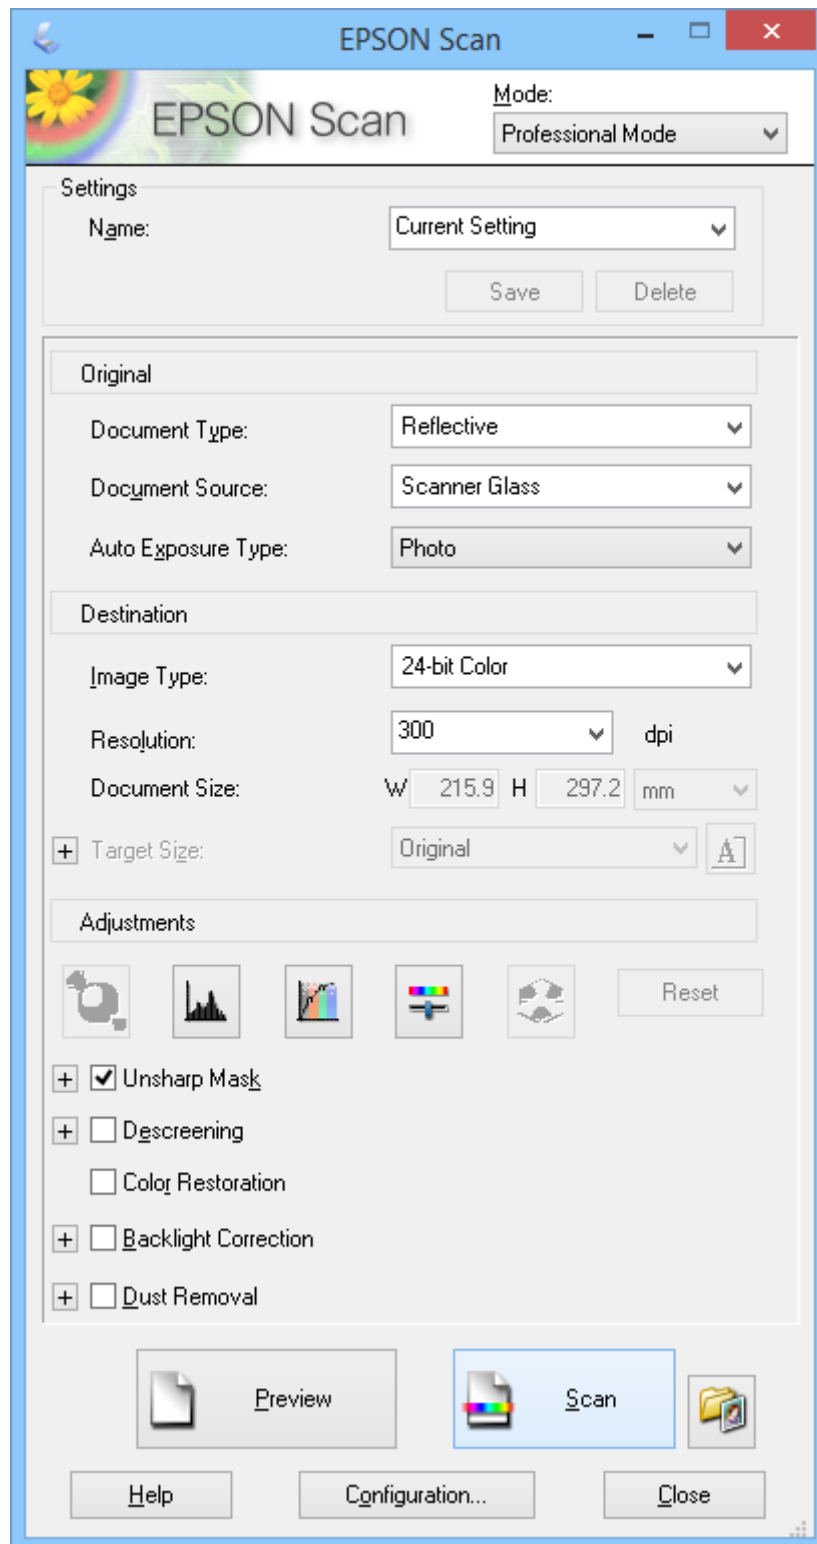 EPSON Scan
EPSON Scan
Mode:
Professional Mode
Settings
Name: Current Setting
Save Delete
Original
Document Type: Reflective
Document Source: Scanner Glass
Auto Exposure Type: Photo
Destination
Image Type: 24-bit Color
Resolution: 300 dpi
Document Size: W 215.9 H 297.2 mm
+ Target Size: Original A
Adjustments
Reset
+ Unsharp Mask
+ Descreening
Color Restoration
+ Backlight Correction
+ Dust Removal
Preview Scan
Help Configuration... Close